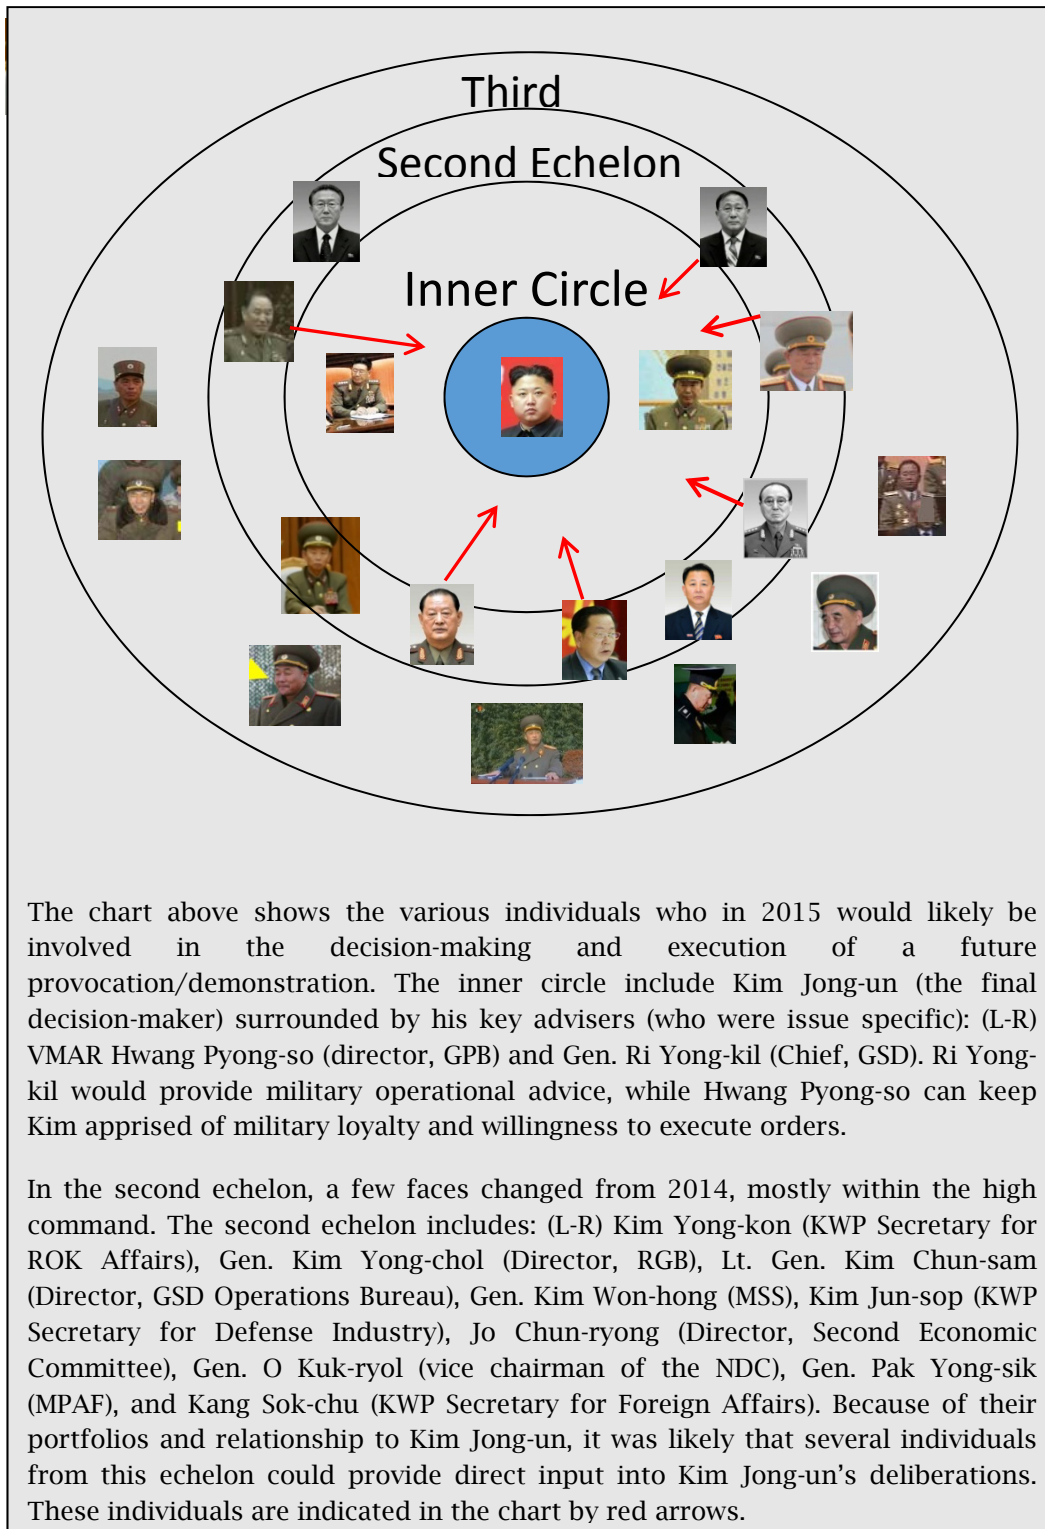 Third
Second Echelon
Inner Circle
The chart above shows the various individuals who in 2015 would likely be
involved in the decision-making and execution of a future
provocation/demonstration. The inner circle include Kim Jong-un (the final
decision-maker) surrounded by his key advisers (who were issue specific): (L-R)
VMAR Hwang Pyong-so (director, GPB) and Gen. Ri Yong-kil (Chief, GSD). Ri Yong-
kil would provide military operational advice, while Hwang Pyong-so can keep
Kim apprised of military loyalty and willingness to execute orders.
In the second echelon, a few faces changed from 2014, mostly within the high
command. The second echelon includes: (L-R) Kim Yong-kon (KWP Secretary for
ROK Affairs), Gen. Kim Yong-chol (Director, RGB), Lt. Gen. Kim Chun-sam
(Director, GSD Operations Bureau), Gen. Kim Won-hong (MSS), Kim Jun-sop (KWP
Secretary for Defense Industry), Jo Chun-ryong (Director, Second Economic
Committee), Gen. O Kuk-ryol (vice chairman of the NDC), Gen. Pak Yong-sik
(MPAF), and Kang Sok-chu (KWP Secretary for Foreign Affairs). Because of their
portfolios and relationship to Kim Jong-un, it was likely that several individuals
from this echelon could provide direct input into Kim Jong-un's deliberations.
These individuals are indicated in the chart by red arrows.